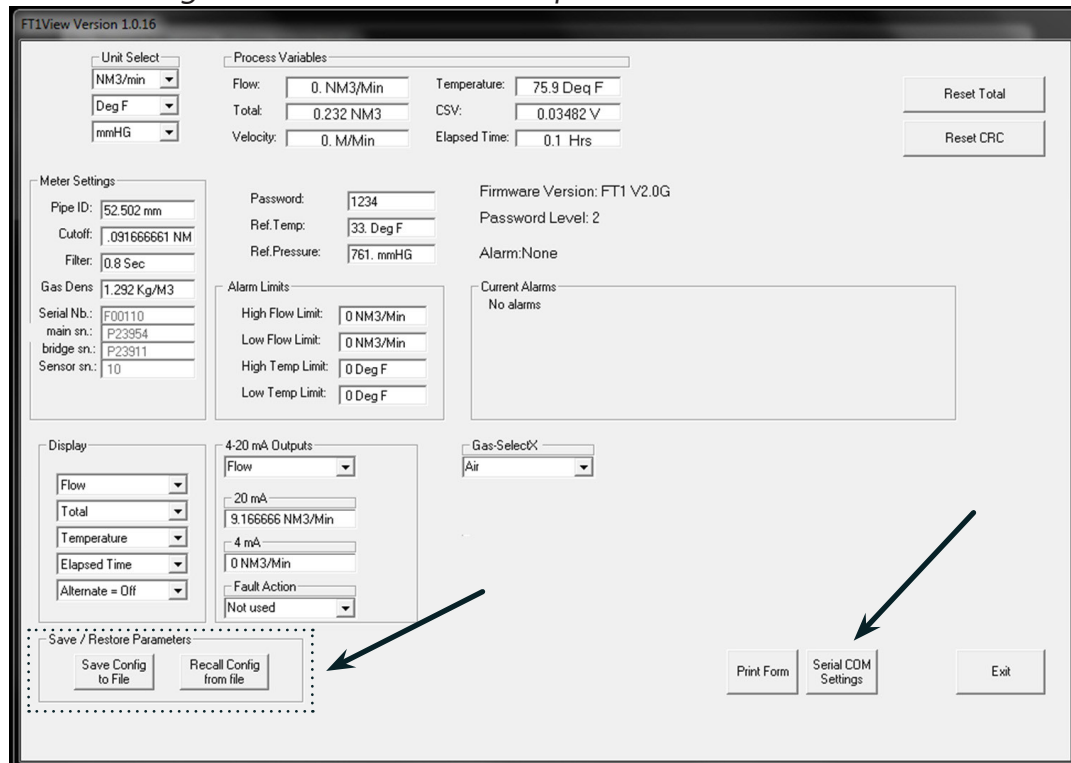 FT1View Version 1.0.16
Unit Select
NM3/min
Deg F
mmHG
Process Variables
Flow: 0. NM3/Min
Total: 0.232 NM3
Velocity: 0. M/Min
Temperature: 75.9 Deg F
CSV: 0.03482 V
Elapsed Time: 0.1 Hrs
Reset Total
Reset CRC
Meter Settings
Pipe ID: 52.502 mm
Cutoff: .091666661 NM
Filter: 0.8 Sec
Gas Dens 1.292 Kg/M3
Serial Nb.: F00110
main sn.: P23954
bridge sn.: P23911
Sensor sn.: 10
Password: 1234
Ref.Temp: 33. Deg F
Ref.Pressure: 761. mmHG
Firmware Version: FT1 V2.0G
Password Level: 2
Alarm:None
Alarm Limits
High Flow Limit: 0 NM3/Min
Low Flow Limit: 0 NM3/Min
High Temp Limit: 0 Deg F
Low Temp Limit: 0 Deg F
Current Alarms
No alarms
Display
Flow
Total
Temperature
Elapsed Time
Alternate = Off
4-20 mA Outputs
Flow
20 mA
9.166666 NM3/Min
4 mA
0 NM3/Min
Fault Action
Not used
Gas-SelectX
Air
Save / Restore Parameters
Save Config
to File
Recall Config
from file
Print Form
Serial COM
Settings
Exit